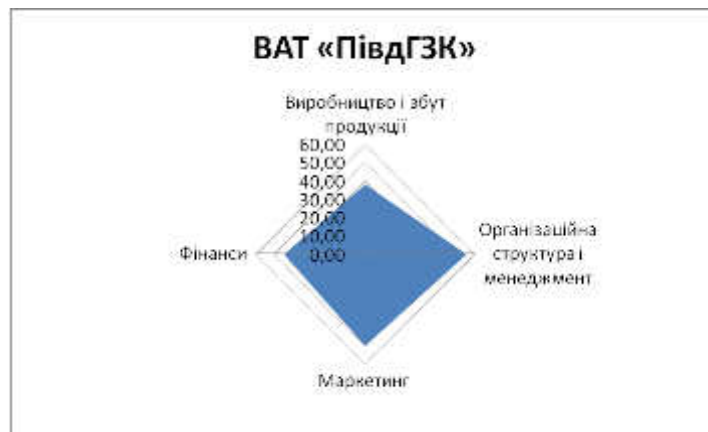 ВАТ «ПівдГЗК»
Виробництво і збут
продукції
60,00
50,00
40,00
30,00
20,00
10,00
0,00
Організаційна
структура і
менеджмент
Фінанси
Маркетинг